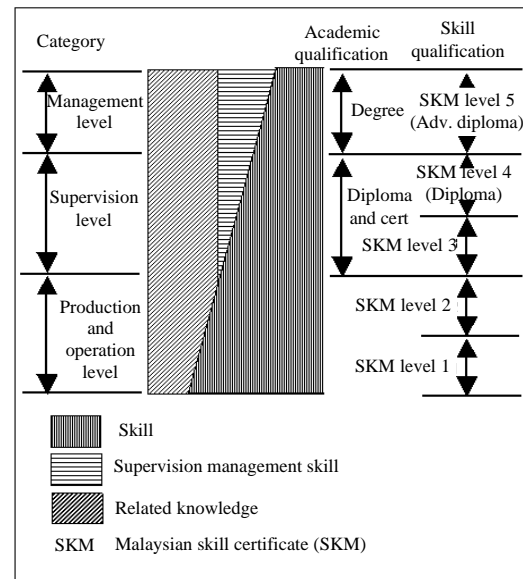 Category
Academic
qualification
Skill
qualification
Management
level
Degree
SKM level 5
(Adv. diploma)
Supervision
level
Diploma
and cert
SKM level 4
(Diploma)
SKM level 3
Production
and
operation
level
SKM level 2
SKM level 1
Skill
Supervision management skill
Related knowledge
SKM Malaysian skill certificate (SKM)